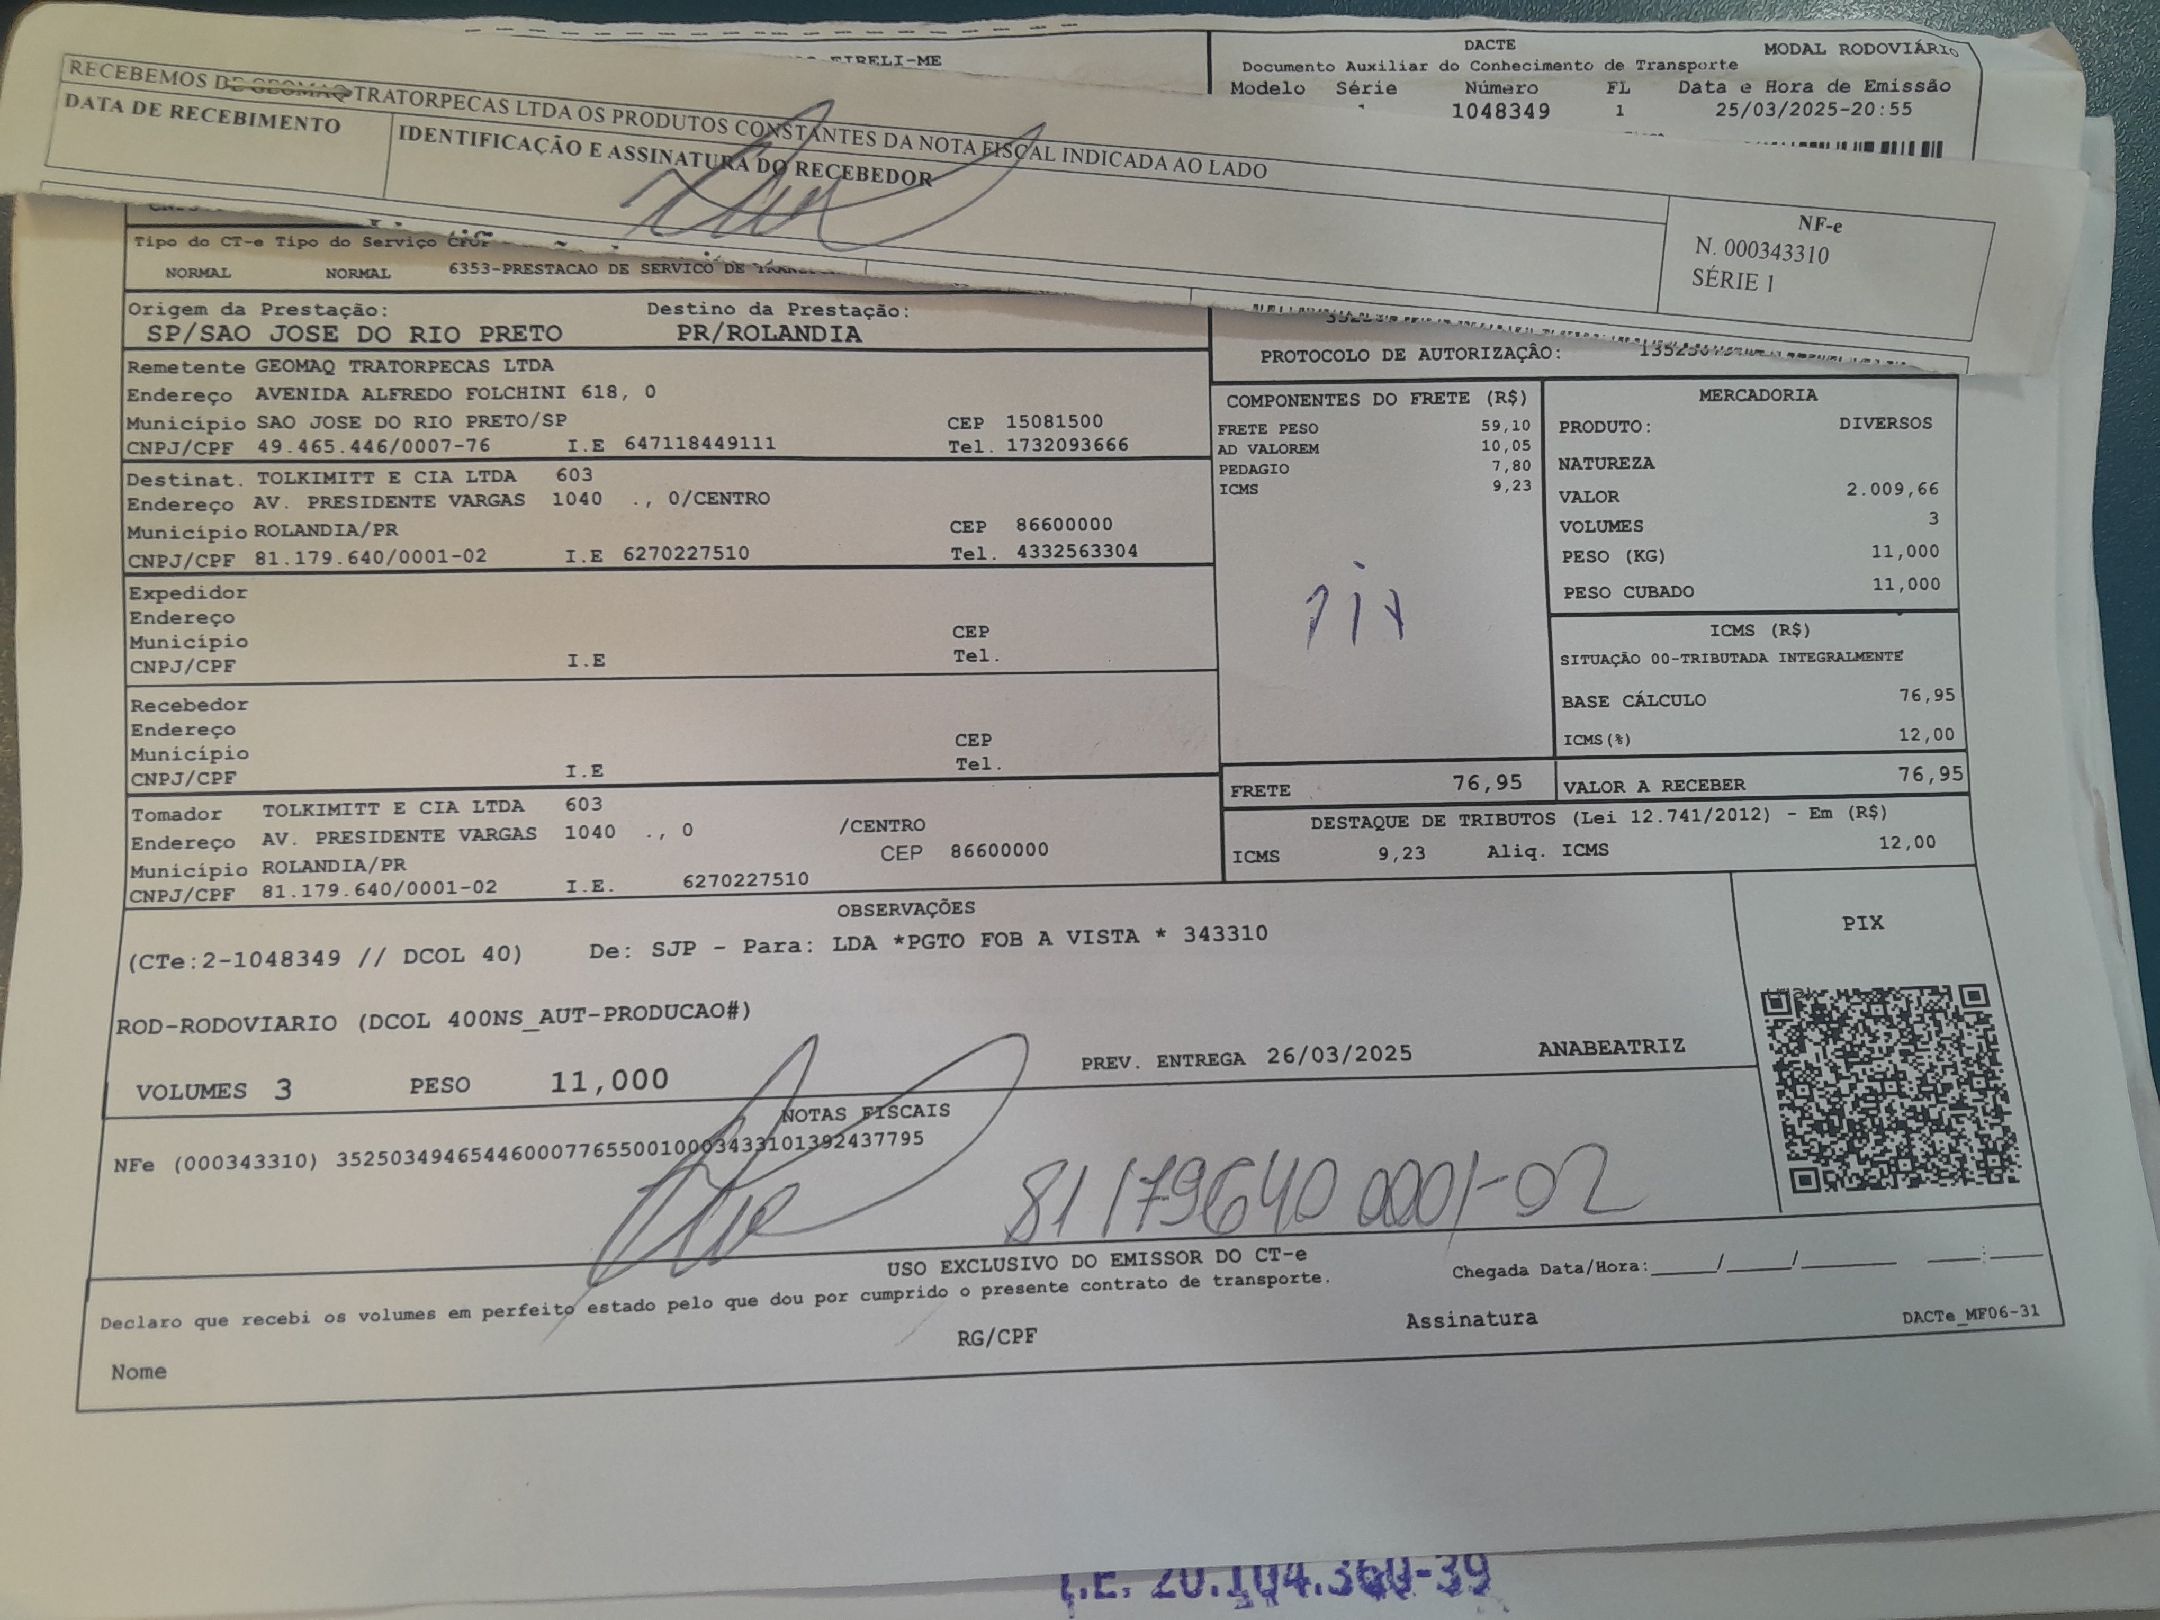 EIRELI-ME
DACTE
MODAL RODOVIÁRIO
Documento Auxiliar do Conhecimento de Transporte
Modelo Série Número FL Data e Hora de Emissão
1048349 1 25/03/2025-20:55
RECEBEMOS DE GEOMAQ TRATORPECAS LTDA OS PRODUTOS CONSTANTES DA NOTA FISCAL INDICADA AO LADO
DATA DE RECEBIMENTO
IDENTIFICAÇÃO E ASSINATURA DO RECEBEDOR
NF-e
N. 000343310
SÉRIE 1
Tipo do CT-e Tipo do Serviço CFOP
NORMAL NORMAL 6353-PRESTACAO DE SERVICO DE
Origem da Prestação: Destino da Prestação:
SP/SAO JOSE DO RIO PRETO PR/ROLANDIA
PROTOCOLO DE AUTORIZAÇÃO:
Remetente GEOMAQ TRATORPECAS LTDA
Endereço AVENIDA ALFREDO FOLCHINI 618, 0
Município SAO JOSE DO RIO PRETO/SP CEP 15081500
CNPJ/CPF 49.465.446/0007-76 I.E 647118449111 Tel. 1732093666
Destinat. TOLKIMITT E CIA LTDA 603
Endereço AV. PRESIDENTE VARGAS 1040 ., 0/CENTRO
Município ROLANDIA/PR CEP 86600000
CNPJ/CPF 81.179.640/0001-02 I.E 6270227510 Tel. 4332563304
Expedidor
Endereço
Município CEP
CNPJ/CPF I.E Tel.
Recebedor
Endereço
Município CEP
CNPJ/CPF I.E Tel.
Tomador TOLKIMITT E CIA LTDA 603
Endereço AV. PRESIDENTE VARGAS 1040 ., 0 /CENTRO
Município ROLANDIA/PR CEP 86600000
CNPJ/CPF 81.179.640/0001-02 I.E. 6270227510
COMPONENTES DO FRETE (R$)
FRETE PESO 59,10
AD VALOREM 10,05
PEDAGIO 7,80
ICMS 9,23
pix
MERCADORIA
PRODUTO: DIVERSOS
NATUREZA
VALOR 2.009,66
VOLUMES 3
PESO (KG) 11,000
PESO CUBADO 11,000
ICMS (R$)
SITUAÇÃO 00-TRIBUTADA INTEGRALMENTE
BASE CÁLCULO 76,95
ICMS(%) 12,00
FRETE 76,95 VALOR A RECEBER 76,95
DESTAQUE DE TRIBUTOS (Lei 12.741/2012) - Em (R$)
ICMS 9,23 Aliq. ICMS 12,00
OBSERVAÇÕES
(CTe:2-1048349 // DCOL 40) De: SJP - Para: LDA *PGTO FOB A VISTA * 343310
ROD-RODOVIARIO (DCOL 400NS_AUT-PRODUCAO#)
VOLUMES 3 PESO 11,000 PREV. ENTREGA 26/03/2025 ANABEATRIZ
PIX
NOTAS FISCAIS
NFe (000343310) 35250349465446000776550010003433101392437795
81179640 0001-02
USO EXCLUSIVO DO EMISSOR DO CT-e
Declaro que recebi os volumes em perfeito estado pelo que dou por cumprido o presente contrato de transporte.
Chegada Data/Hora:_____/_____/_______ ____:____
Nome RG/CPF Assinatura DACTe_MF06-31
I.E. 20.104.360-39